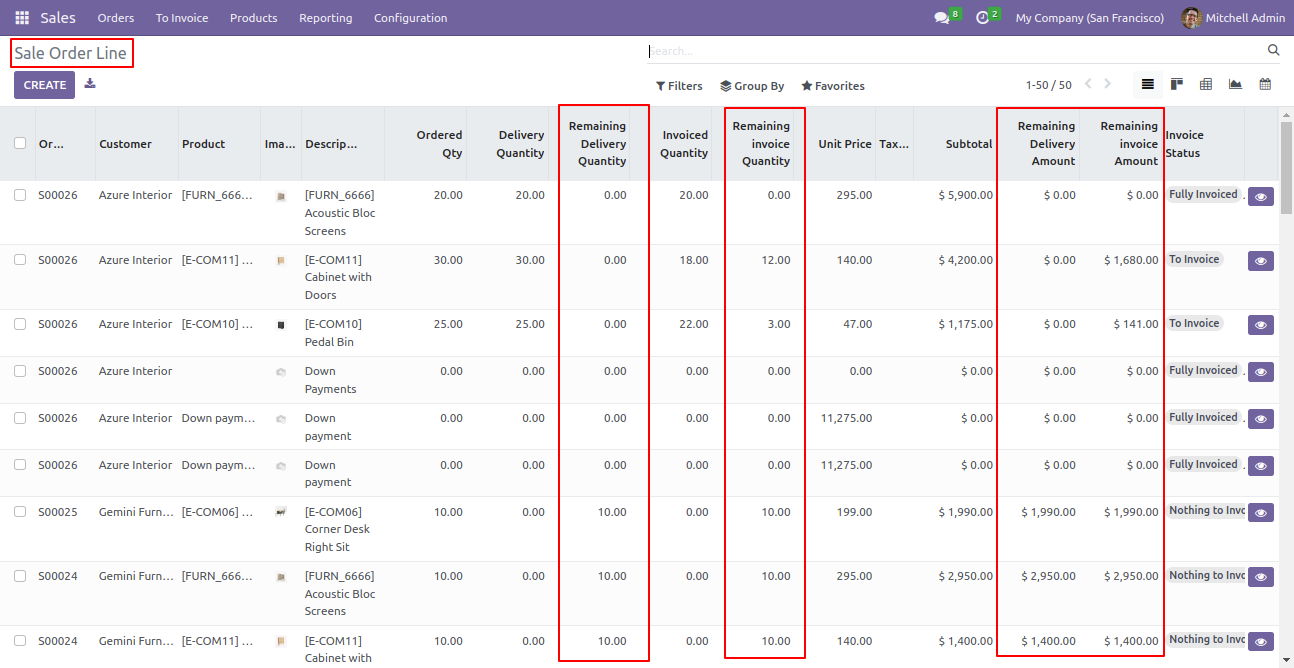 Sales Orders To Invoice Products Reporting Configuration 8 2 My Company (San Francisco) Mitchell Admin
Sale Order Line
Search...
CREATE
Filters Group By Favorites 1-50 / 50
Or... Customer Product Ima... Descrip... Ordered Qty Delivery Quantity Remaining Delivery Quantity Invoiced Quantity Remaining invoice Quantity Unit Price Tax... Subtotal Remaining Delivery Amount Remaining invoice Amount Invoice Status
S00026 Azure Interior [FURN_666... [FURN_6666] Acoustic Bloc Screens 20.00 20.00 0.00 20.00 0.00 295.00 $ 5,900.00 $ 0.00 $ 0.00 Fully Invoiced .
S00026 Azure Interior [E-COM11] ... [E-COM11] Cabinet with Doors 30.00 30.00 0.00 18.00 12.00 140.00 $ 4,200.00 $ 0.00 $ 1,680.00 To Invoice
S00026 Azure Interior [E-COM10] ... [E-COM10] Pedal Bin 25.00 25.00 0.00 22.00 3.00 47.00 $ 1,175.00 $ 0.00 $ 141.00 To Invoice
S00026 Azure Interior Down Payments 0.00 0.00 0.00 0.00 0.00 0.00 $ 0.00 $ 0.00 $ 0.00 Fully Invoiced .
S00026 Azure Interior Down paym... Down payment 0.00 0.00 0.00 0.00 0.00 11,275.00 $ 0.00 $ 0.00 $ 0.00 Fully Invoiced .
S00026 Azure Interior Down paym... Down payment 0.00 0.00 0.00 0.00 0.00 11,275.00 $ 0.00 $ 0.00 $ 0.00 Fully Invoiced .
S00025 Gemini Furn... [E-COM06] ... [E-COM06] Corner Desk Right Sit 10.00 0.00 10.00 0.00 10.00 199.00 $ 1,990.00 $ 1,990.00 $ 1,990.00 Nothing to Invo
S00024 Gemini Furn... [FURN_666... [FURN_6666] Acoustic Bloc Screens 10.00 0.00 10.00 0.00 10.00 295.00 $ 2,950.00 $ 2,950.00 $ 2,950.00 Nothing to Invo
S00024 Gemini Furn... [E-COM11] ... [E-COM11] Cabinet with 10.00 0.00 10.00 0.00 10.00 140.00 $ 1,400.00 $ 1,400.00 $ 1,400.00 Nothing to Invo